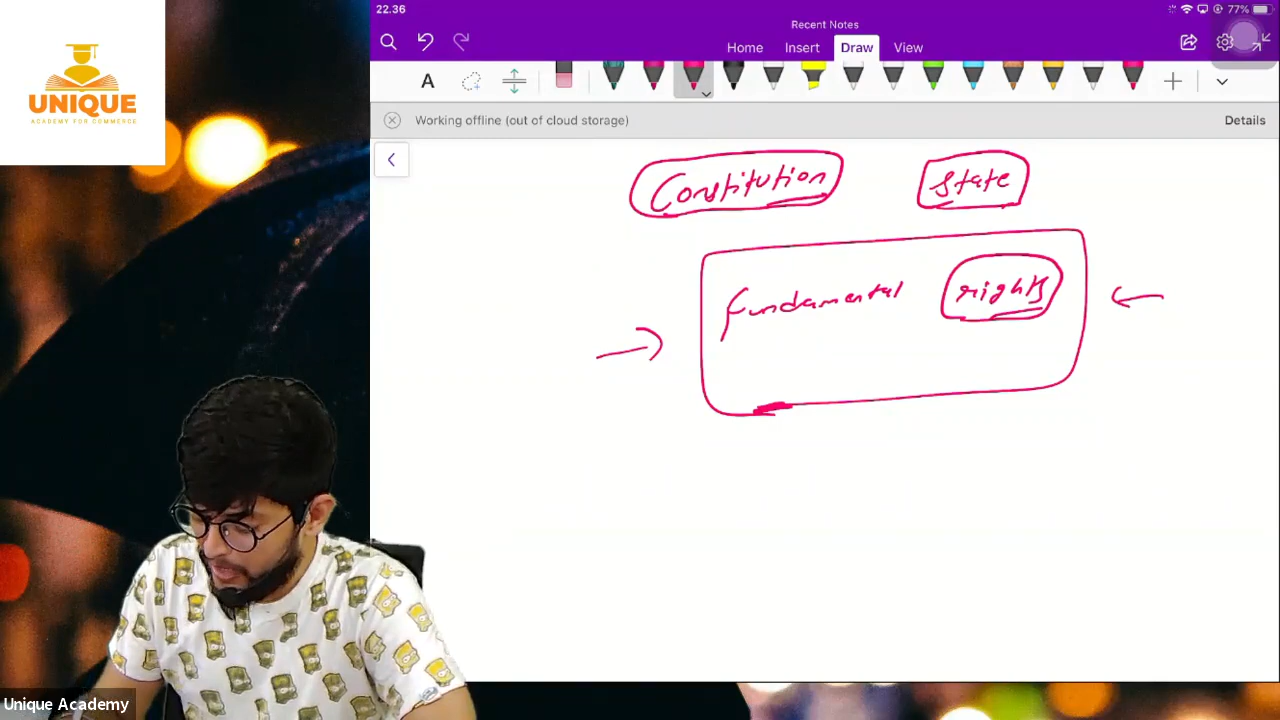 UNIQUE
ACADEMY FOR COMMERCE
22.36
77%
Recent Notes
Home Insert Draw View
A
Working offline (out of cloud storage)
Details
Constitution State
fundamental rights
Unique Academy